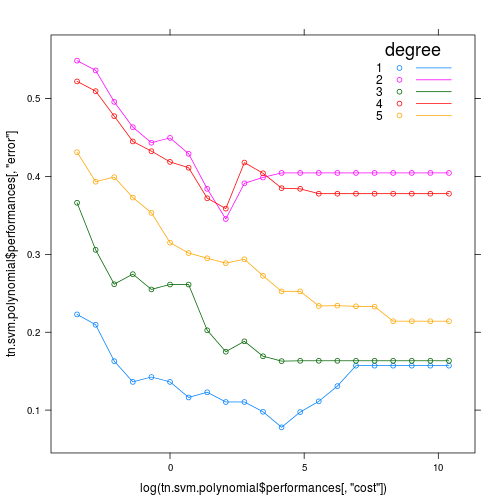 degree
1
2
3
4
5
0.5
0.4
0.3
0.2
0.1
tn.svm.polynomial$performances[, "error"]
0 5 10
log(tn.svm.polynomial$performances[, "cost"])